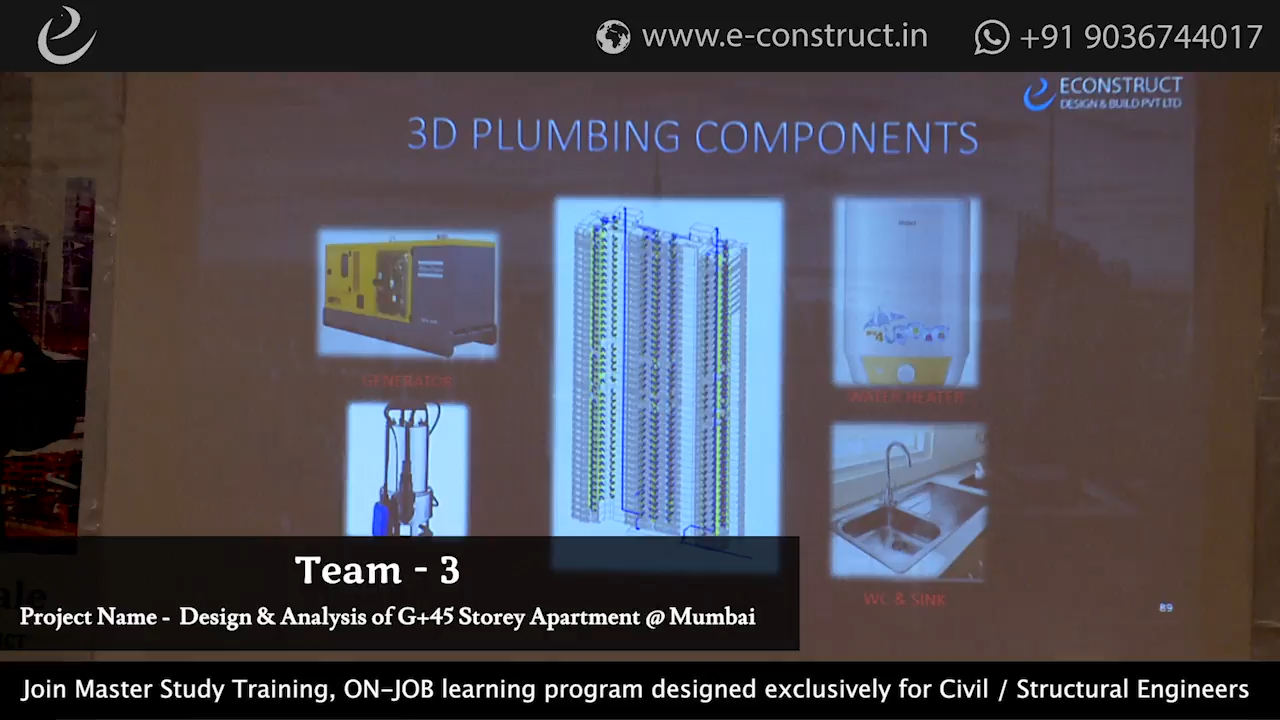 www.e-construct.in
+91 9036744017
ECONSTRUCT
DESIGN & BUILD PVT LTD
3D PLUMBING COMPONENTS
GENERATOR
WATER HEATER
WC & SINK
89
Team - 3
Project Name - Design & Analysis of G+45 Storey Apartment @ Mumbai
Join Master Study Training, ON-JOB learning program designed exclusively for Civil / Structural Engineers